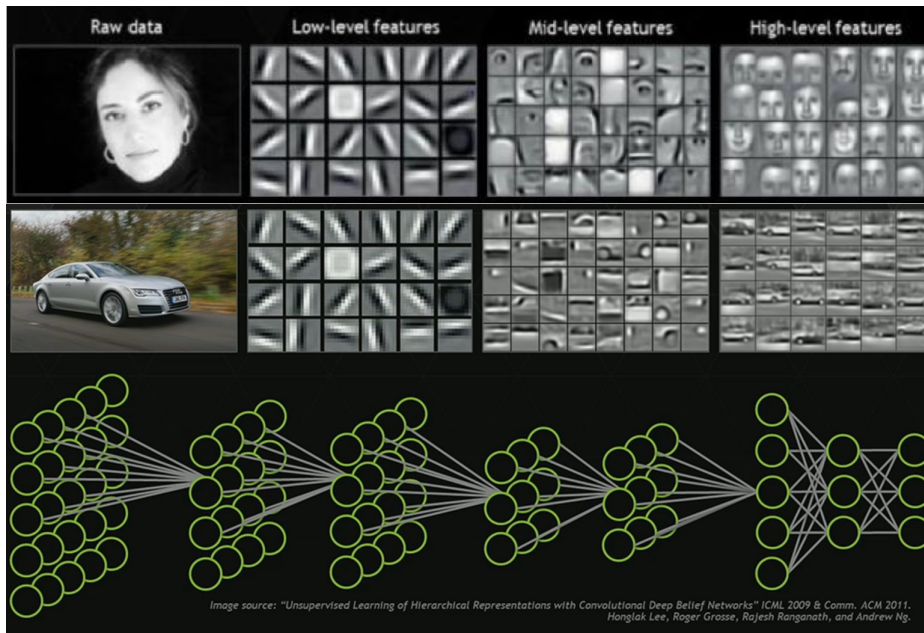 Raw data
Low-level features
Mid-level features
High-level features
Image source: “Unsupervised Learning of Hierarchical Representations with Convolutional Deep Belief Networks” ICML 2009 & Comm. ACM 2011.
Honglak Lee, Roger Grosse, Rajesh Ranganath, and Andrew Ng.